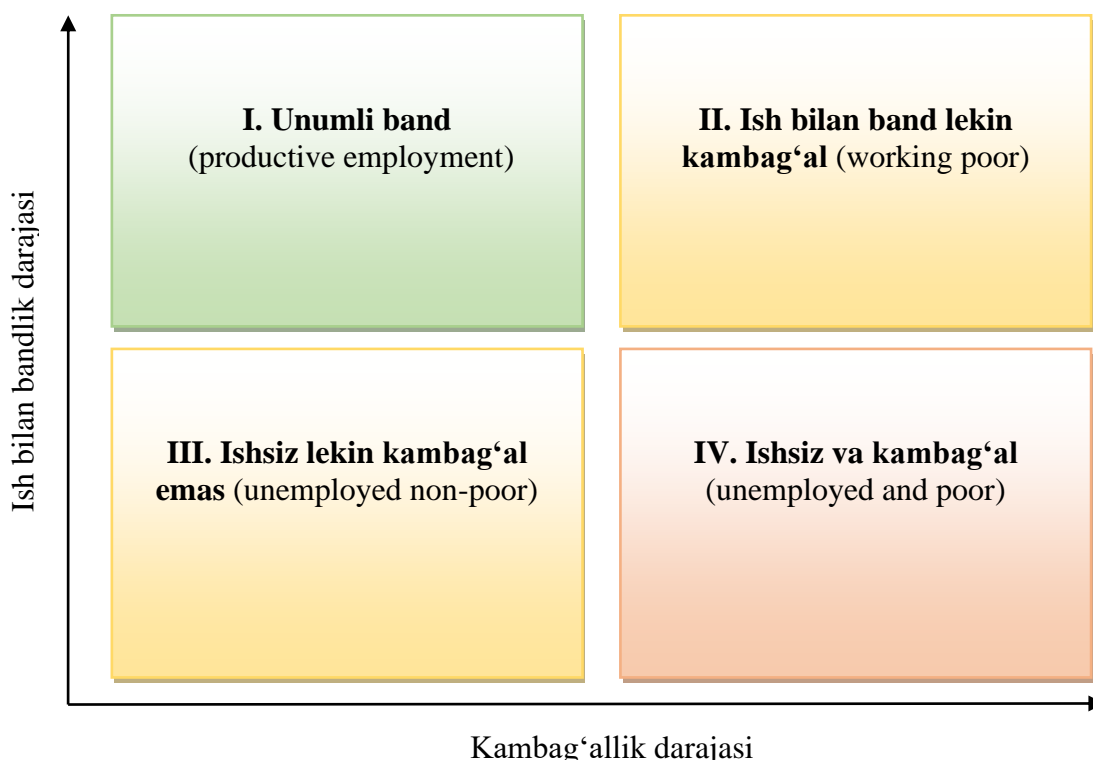 Ish bilan bandlik darajasi
I. Unumli band
(productive employment)
II. Ish bilan band lekin
kambag‘al (working poor)
III. Ishsiz lekin kambag‘al
emas (unemployed non-poor)
IV. Ishsiz va kambag‘al
(unemployed and poor)
Kambag‘allik darajasi